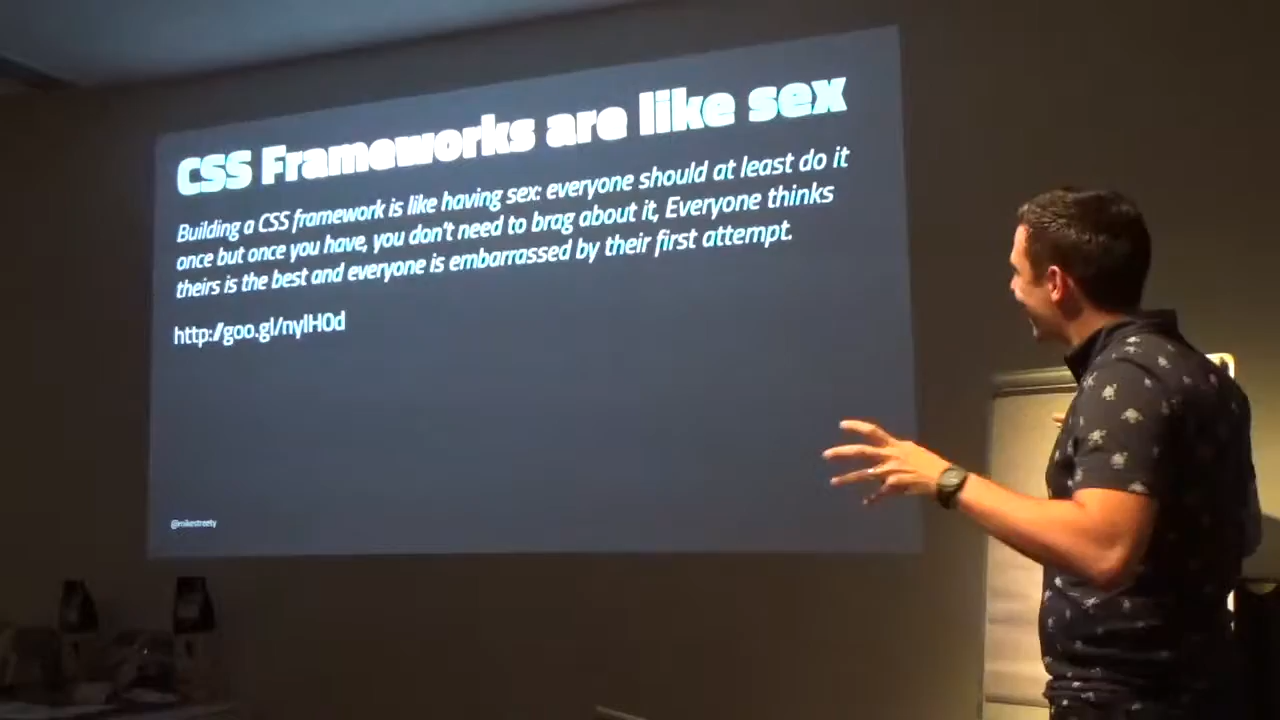 CSS Frameworks are like sex
Building a CSS framework is like having sex: everyone should at least do it
once but once you have, you don't need to brag about it, Everyone thinks
theirs is the best and everyone is embarrassed by their first attempt.
http://goo.gl/nylH0d
@mikestreety